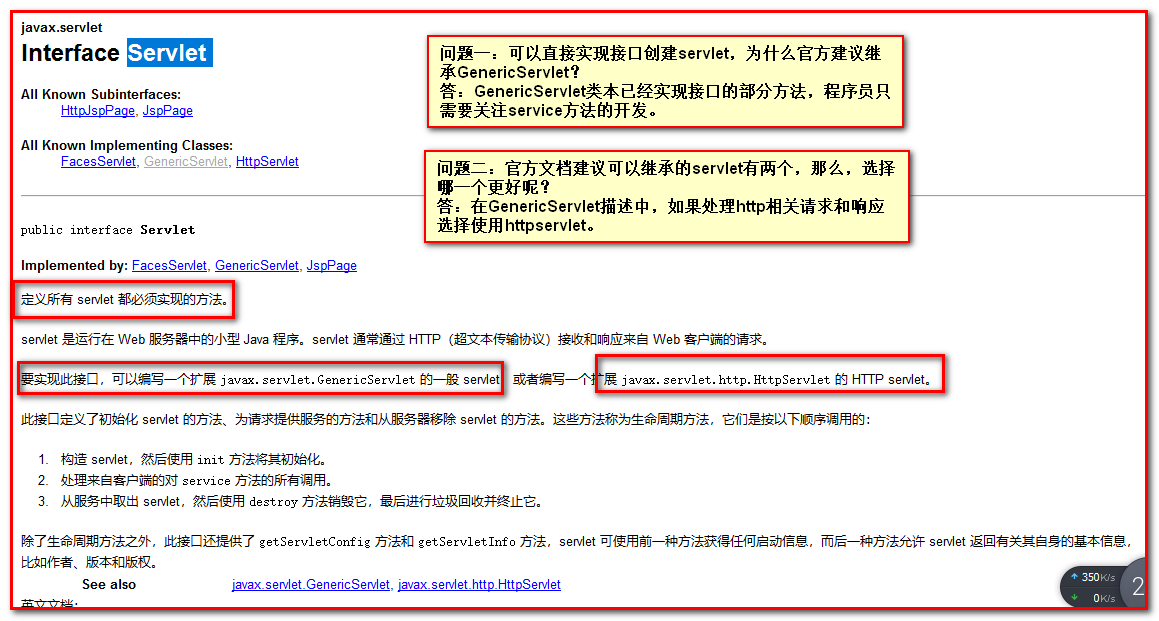 javax.servlet
Interface Servlet
All Known Subinterfaces:
HttpJspPage, JspPage
All Known Implementing Classes:
FacesServlet, GenericServlet, HttpServlet
问题一：可以直接实现接口创建servlet，为什么官方建议继
承GenericServlet？
答：GenericServlet类本已经实现接口的部分方法，程序员只
需要关注service方法的开发。
问题二：官方文档建议可以继承的servlet有两个，那么，选择
哪一个更好呢？
答：在GenericServlet描述中，如果处理http相关请求和响应
选择使用httpservlet。
public interface Servlet
Implemented by: FacesServlet, GenericServlet, JspPage
定义所有 servlet 都必须实现的方法。
servlet 是运行在 Web 服务器中的小型 Java 程序。servlet 通常通过 HTTP（超文本传输协议）接收和响应来自 Web 客户端的请求。
要实现此接口，可以编写一个扩展 javax.servlet.GenericServlet 的一般 servlet，或者编写一个扩展 javax.servlet.http.HttpServlet 的 HTTP servlet。
此接口定义了初始化 servlet 的方法、为请求提供服务的方法和从服务器移除 servlet 的方法。这些方法称为生命周期方法，它们是按以下顺序调用的：
1. 构造 servlet，然后使用 init 方法将其初始化。
2. 处理来自客户端的对 service 方法的所有调用。
3. 从服务中取出 servlet，然后使用 destroy 方法销毁它，最后进行垃圾回收并终止它。
除了生命周期方法之外，此接口还提供了 getServletConfig 方法和 getServletInfo 方法，servlet 可使用前一种方法获得任何启动信息，而后一种方法允许 servlet 返回有关其自身的基本信息，
比如作者、版本和版权。
See also javax.servlet.GenericServlet, javax.servlet.http.HttpServlet
英文文档：
350K/s
0K/s
2